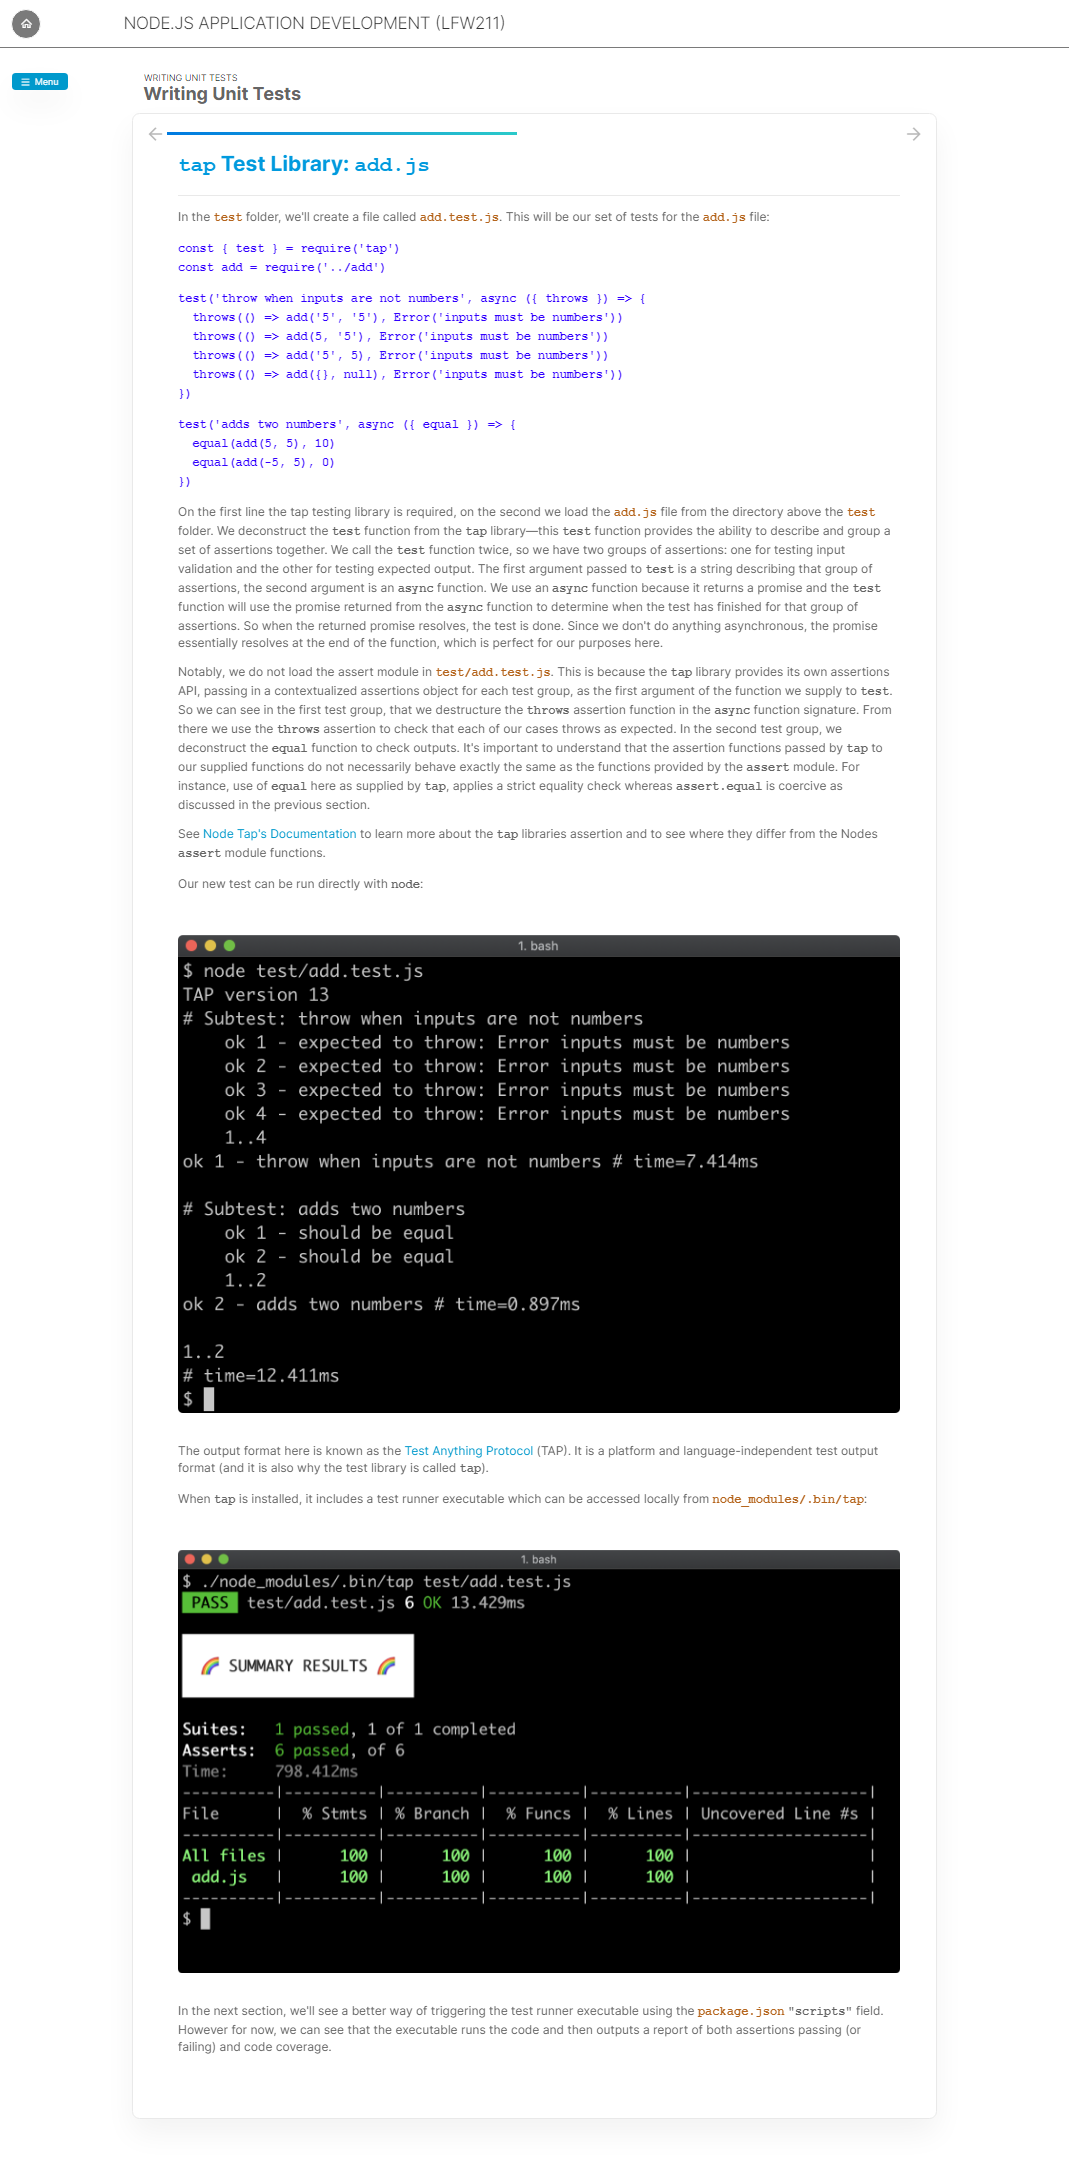 NODE.JS APPLICATION DEVELOPMENT (LFW211)
Menu
WRITING UNIT TESTS
Writing Unit Tests
tap Test Library: add.js
In the test folder, we'll create a file called add.test.js. This will be our set of tests for the add.js file:
const { test } = require('tap')
const add = require('../add')
test('throw when inputs are not numbers', async ({ throws }) => {
  throws(() => add('5', '5'), Error('inputs must be numbers'))
  throws(() => add(5, '5'), Error('inputs must be numbers'))
  throws(() => add('5', 5), Error('inputs must be numbers'))
  throws(() => add({}, null), Error('inputs must be numbers'))
})
test('adds two numbers', async ({ equal }) => {
  equal(add(5, 5), 10)
  equal(add(-5, 5), 0)
})
On the first line the tap testing library is required, on the second we load the add.js file from the directory above the test
folder. We deconstruct the test function from the tap library—this test function provides the ability to describe and group a
set of assertions together. We call the test function twice, so we have two groups of assertions: one for testing input
validation and the other for testing expected output. The first argument passed to test is a string describing that group of
assertions, the second argument is an async function. We use an async function because it returns a promise and the test
function will use the promise returned from the async function to determine when the test has finished for that group of
assertions. So when the returned promise resolves, the test is done. Since we don't do anything asynchronous, the promise
essentially resolves at the end of the function, which is perfect for our purposes here.
Notably, we do not load the assert module in test/add.test.js. This is because the tap library provides its own assertions
API, passing in a contextualized assertions object for each test group, as the first argument of the function we supply to test.
So we can see in the first test group, that we destructure the throws assertion function in the async function signature. From
there we use the throws assertion to check that each of our cases throws as expected. In the second test group, we
deconstruct the equal function to check outputs. It's important to understand that the assertion functions passed by tap to
our supplied functions do not necessarily behave exactly the same as the functions provided by the assert module. For
instance, use of equal here as supplied by tap, applies a strict equality check whereas assert.equal is coercive as
discussed in the previous section.
See Node Tap's Documentation to learn more about the tap libraries assertion and to see where they differ from the Nodes
assert module functions.
Our new test can be run directly with node:
1. bash
$ node test/add.test.js
TAP version 13
# Subtest: throw when inputs are not numbers
    ok 1 - expected to throw: Error inputs must be numbers
    ok 2 - expected to throw: Error inputs must be numbers
    ok 3 - expected to throw: Error inputs must be numbers
    ok 4 - expected to throw: Error inputs must be numbers
    1..4
ok 1 - throw when inputs are not numbers # time=7.414ms
# Subtest: adds two numbers
    ok 1 - should be equal
    ok 2 - should be equal
    1..2
ok 2 - adds two numbers # time=0.897ms
1..2
# time=12.411ms
$
The output format here is known as the Test Anything Protocol (TAP). It is a platform and language-independent test output
format (and it is also why the test library is called tap).
When tap is installed, it includes a test runner executable which can be accessed locally from node_modules/.bin/tap:
1. bash
$ ./node_modules/.bin/tap test/add.test.js
PASS test/add.test.js 6 OK 13.429ms
🌈 SUMMARY RESULTS 🌈
Suites:   1 passed, 1 of 1 completed
Asserts:  6 passed, of 6
Time:     798.412ms
----------|----------|----------|----------|----------|-------------------|
File      |  % Stmts | % Branch |  % Funcs |  % Lines | Uncovered Line #s |
----------|----------|----------|----------|----------|-------------------|
All files |      100 |      100 |      100 |      100 |                   |
 add.js   |      100 |      100 |      100 |      100 |                   |
----------|----------|----------|----------|----------|-------------------|
$
In the next section, we'll see a better way of triggering the test runner executable using the package.json "scripts" field.
However for now, we can see that the executable runs the code and then outputs a report of both assertions passing (or
failing) and code coverage.